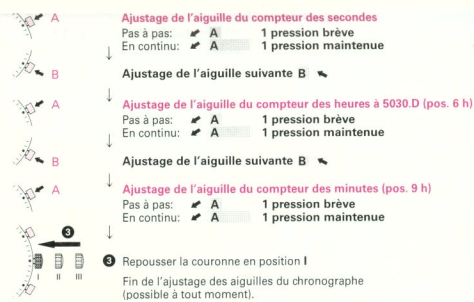 A Ajustage de l'aiguille du compteur des secondes
Pas à pas: A 1 pression brève
En continu: A 1 pression maintenue
B Ajustage de l'aiguille suivante B
A Ajustage de l'aiguille du compteur des heures à 5030.D (pos. 6 h)
Pas à pas: A 1 pression brève
En continu: A 1 pression maintenue
B Ajustage de l'aiguille suivante B
A Ajustage de l'aiguille du compteur des minutes (pos. 9 h)
Pas à pas: A 1 pression brève
En continu: A 1 pression maintenue
3
3 Repousser la couronne en position I
I II III
Fin de l'ajustage des aiguilles du chronographe
(possible à tout moment).